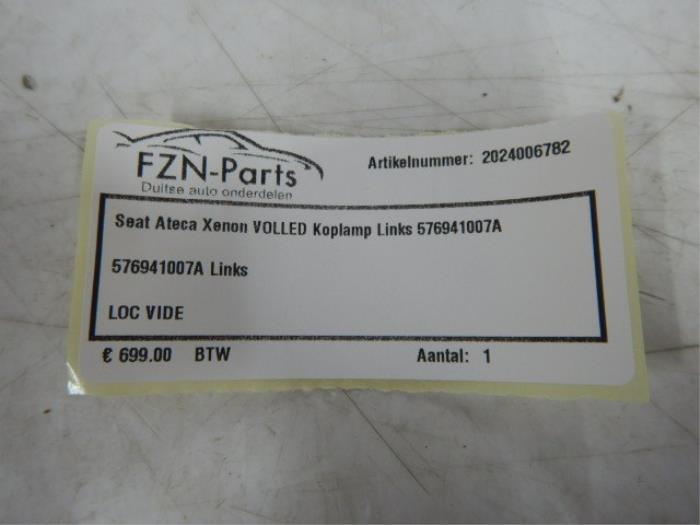 FZN-Parts
Duitse auto onderdelen
Artikelnummer: 2024006782
Seat Ateca Xenon VOLLED Koplamp Links 576941007A
576941007A Links
LOC VIDE
€ 699.00 BTW Aantal: 1